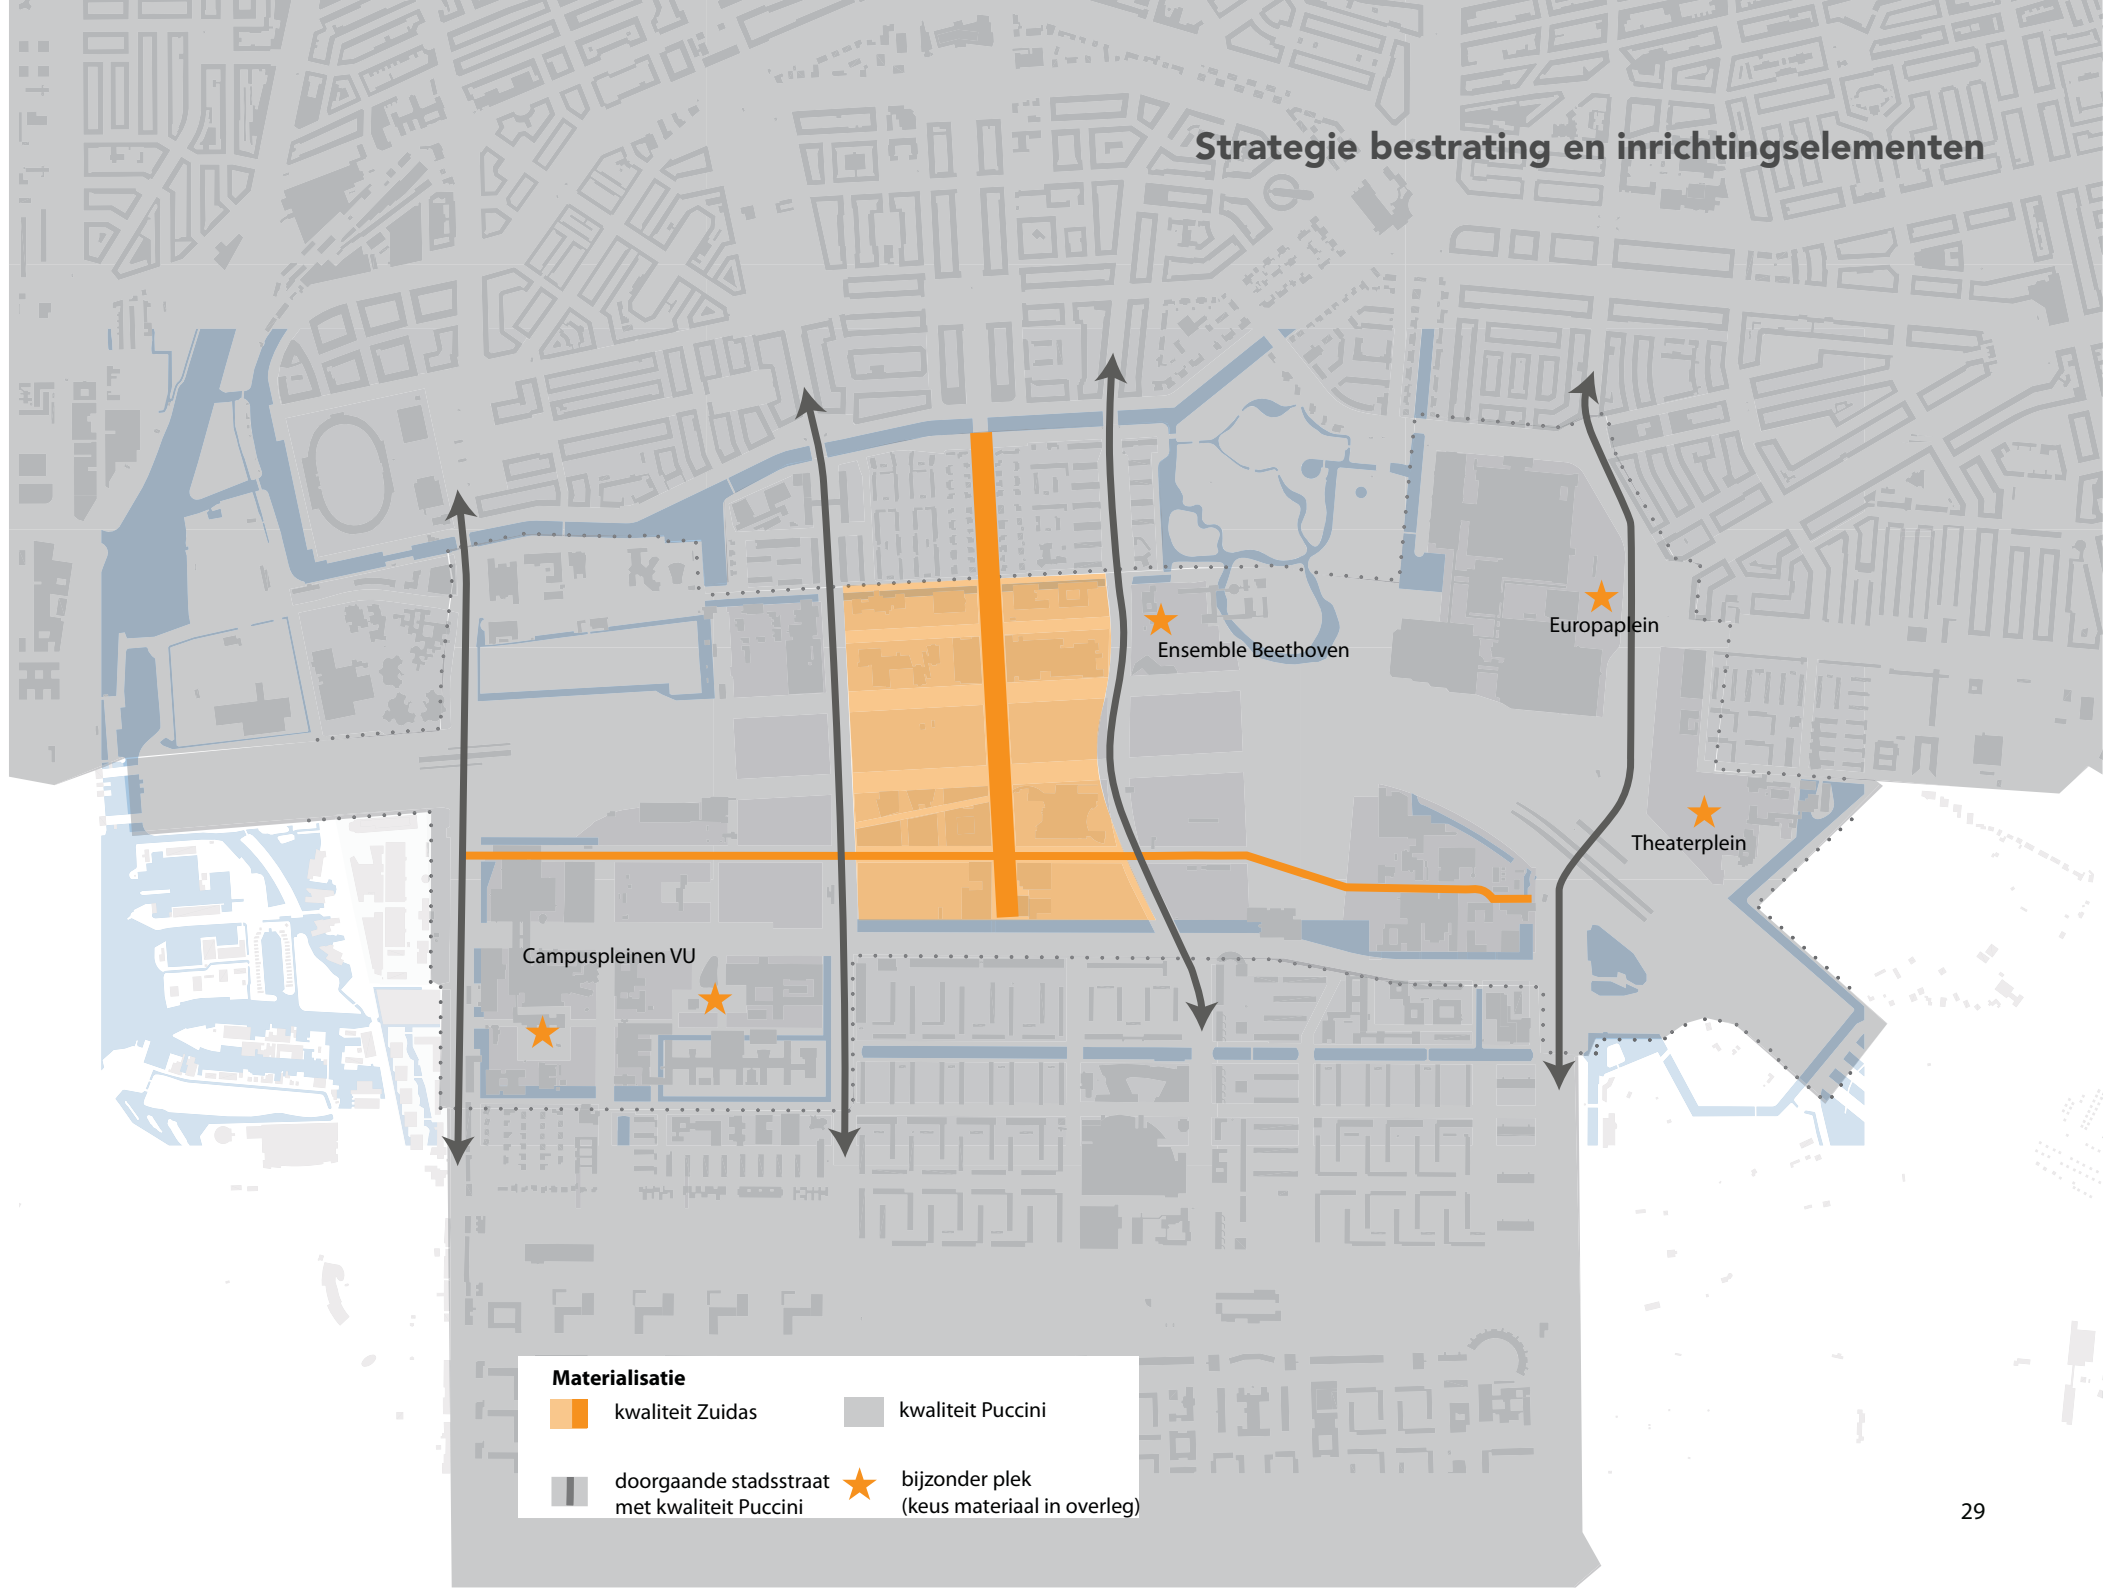 Strategie bestrating en inrichtingselementen
Europaplein
Ensemble Beethoven
Theaterplein
Campuspleinen VU
Materialisatie
kwaliteit Zuidas
kwaliteit Puccini
doorgaande stadsstraat
met kwaliteit Puccini
bijzonder plek
(keus materiaal in overleg)
29